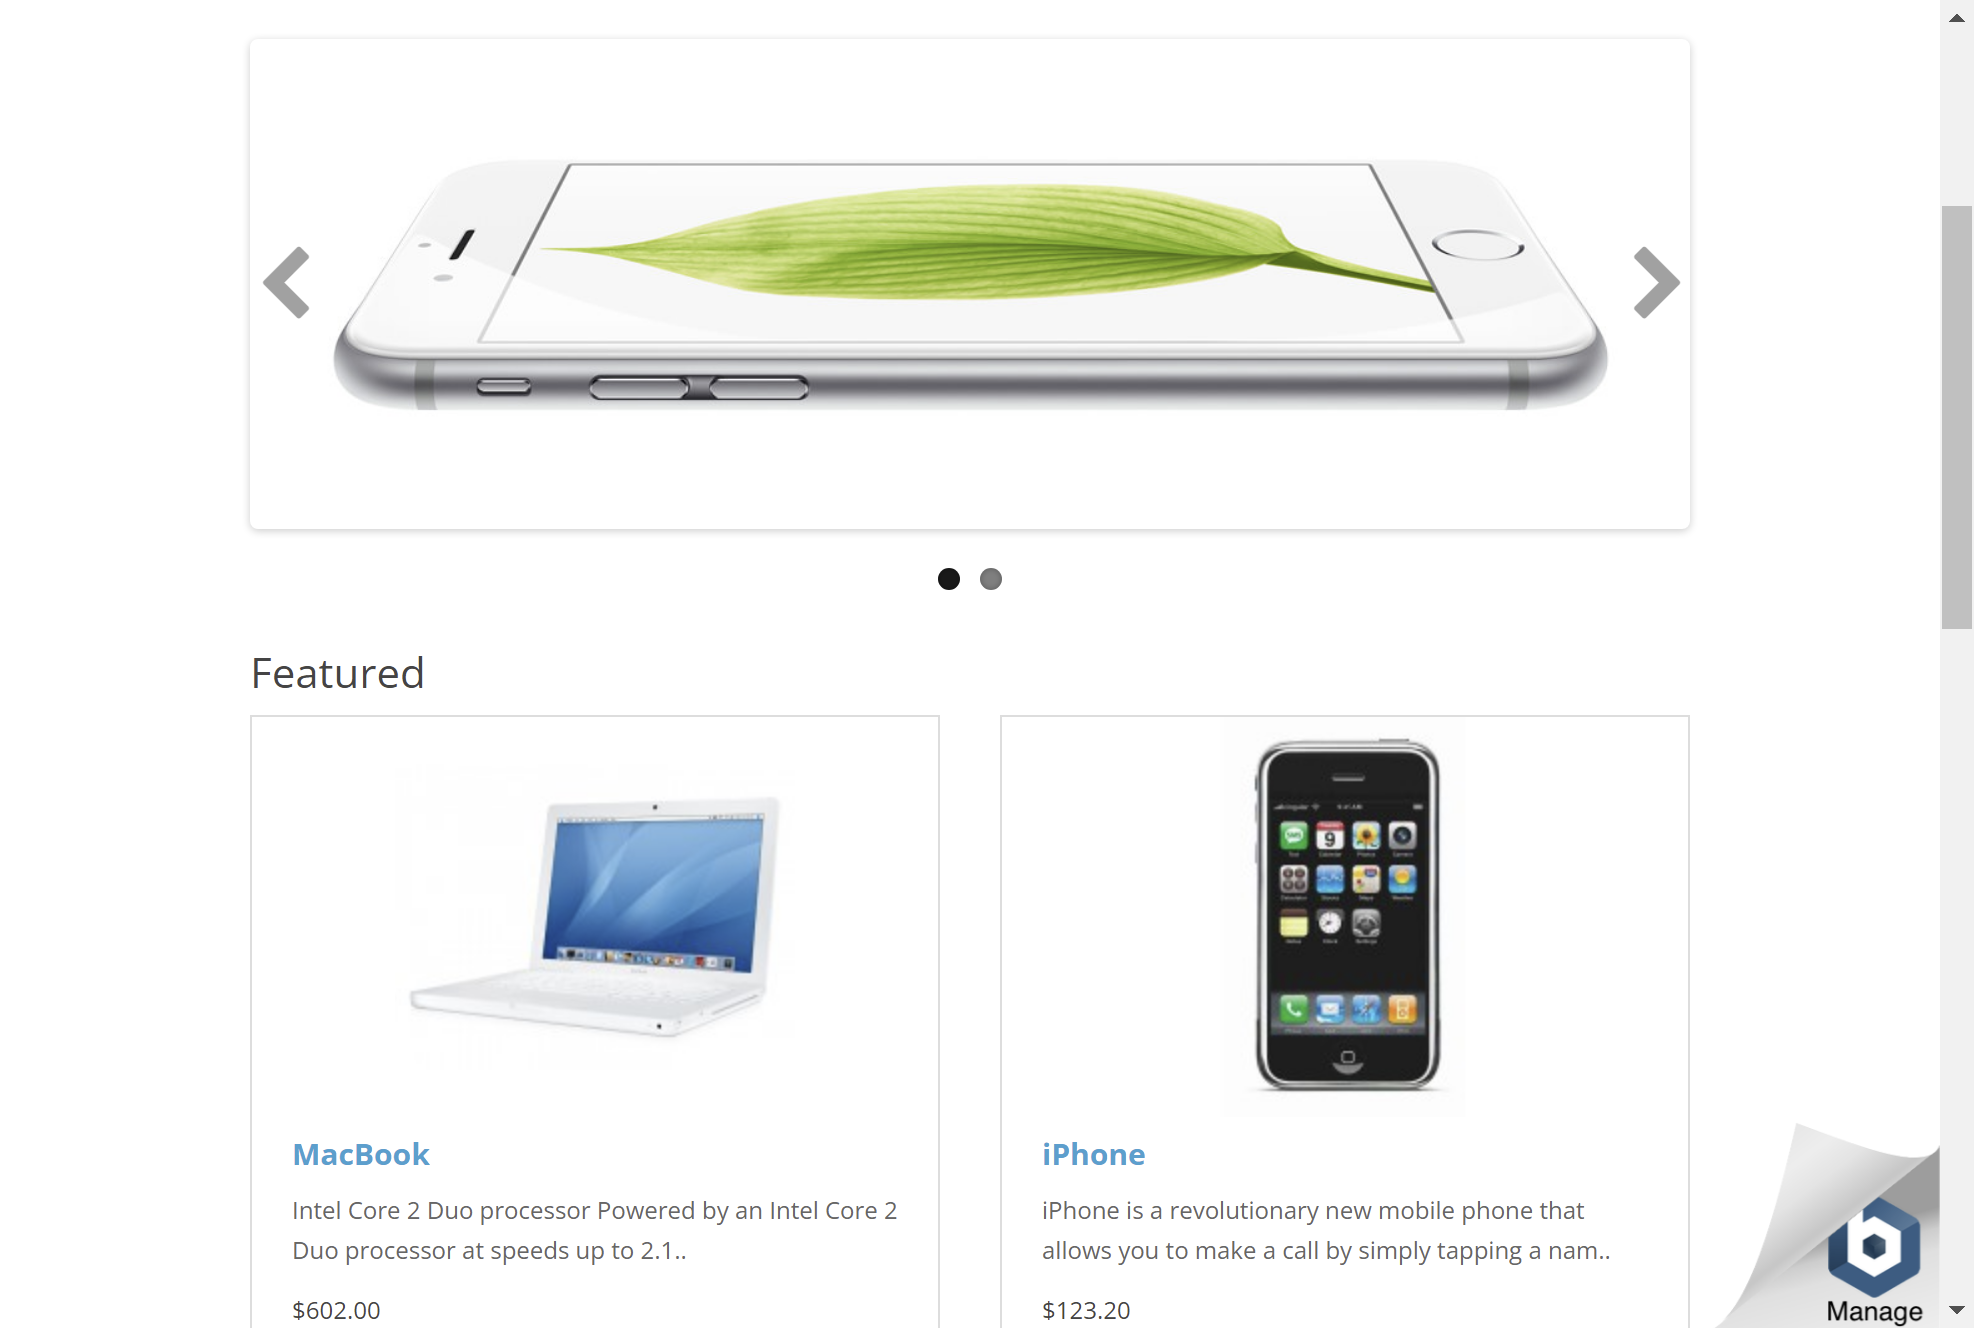 Featured
MacBook
Intel Core 2 Duo processor Powered by an Intel Core 2
Duo processor at speeds up to 2.1..
$602.00
iPhone
iPhone is a revolutionary new mobile phone that
allows you to make a call by simply tapping a nam..
$123.20
Manage